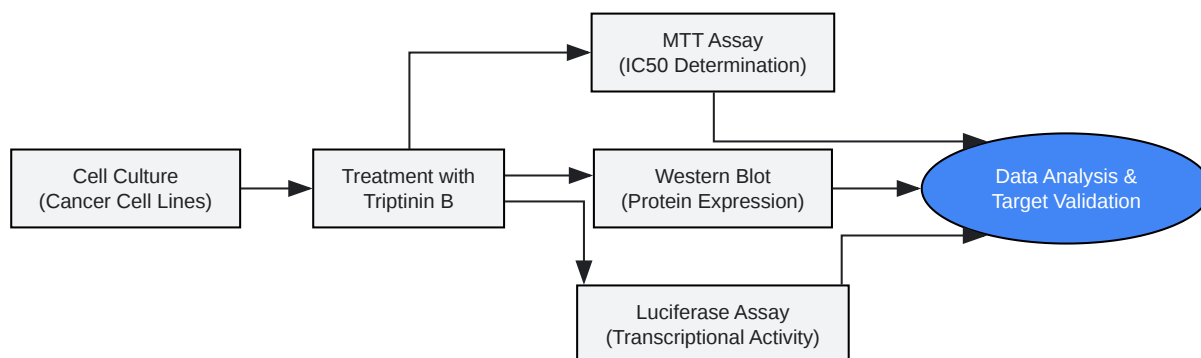 Cell Culture
(Cancer Cell Lines)
Treatment with
Triptinin B
MTT Assay
(IC50 Determination)
Western Blot
(Protein Expression)
Luciferase Assay
(Transcriptional Activity)
Data Analysis &
Target Validation